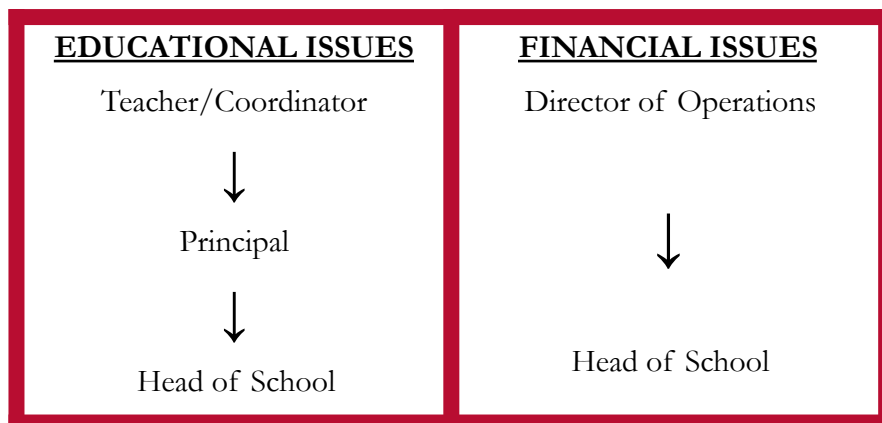 EDUCATIONAL ISSUES
Teacher/Coordinator
↓
Principal
↓
Head of School
FINANCIAL ISSUES
Director of Operations
↓
Head of School